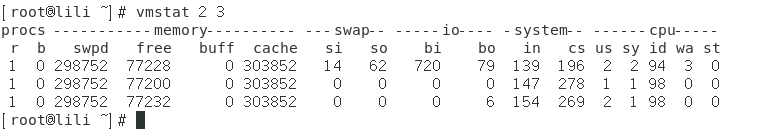 [root@lili ~]# vmstat 2 3
procs -----------memory---------- ---swap-- -----io---- -system-- ------cpu-----
 r  b   swpd   free   buff  cache   si   so    bi    bo   in   cs us sy id wa st
 1  0 298752  77228      0 303852   14   62   720    79  139  196  2  2 94  3  0
 1  0 298752  77200      0 303852    0    0     0     0  147  278  1  1 98  0  0
 1  0 298752  77232      0 303852    0    0     0     6  154  269  2  1 98  0  0
[root@lili ~]#